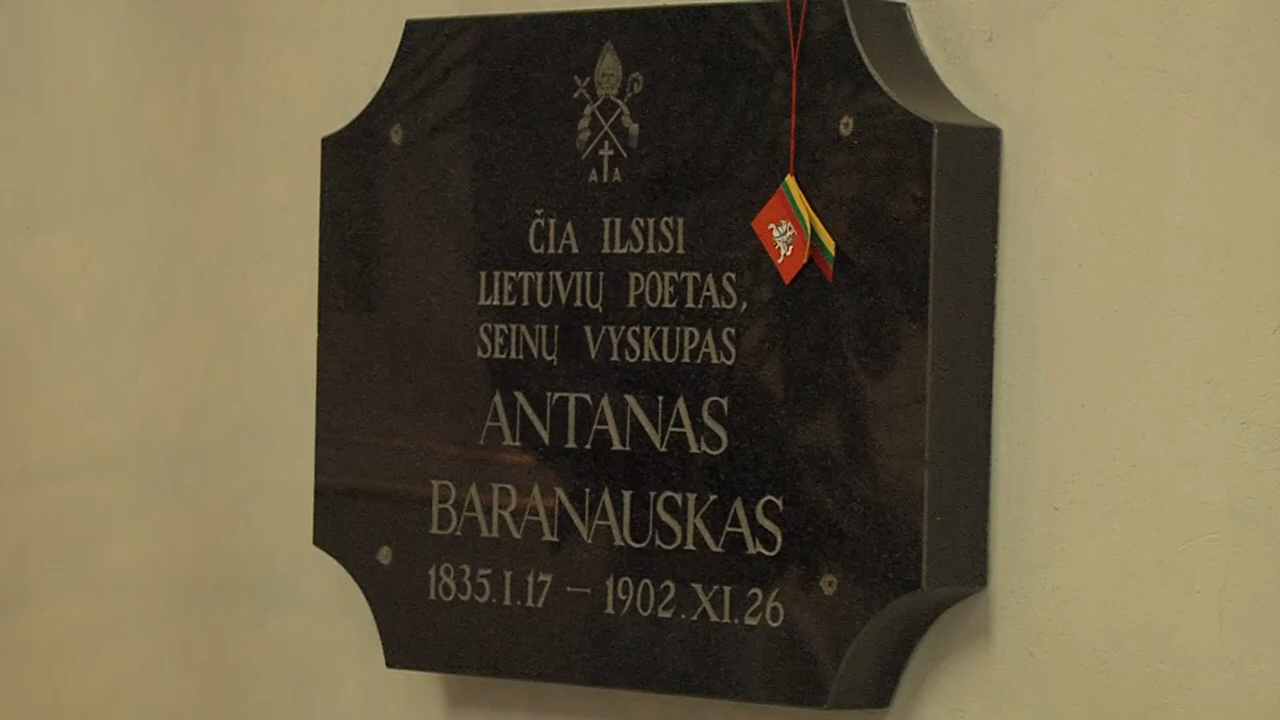 A A
ČIA ILSISI
LIETUVIŲ POETAS,
SEINŲ VYSKUPAS
ANTANAS
BARANAUSKAS
1835.I.17 – 1902.XI.26